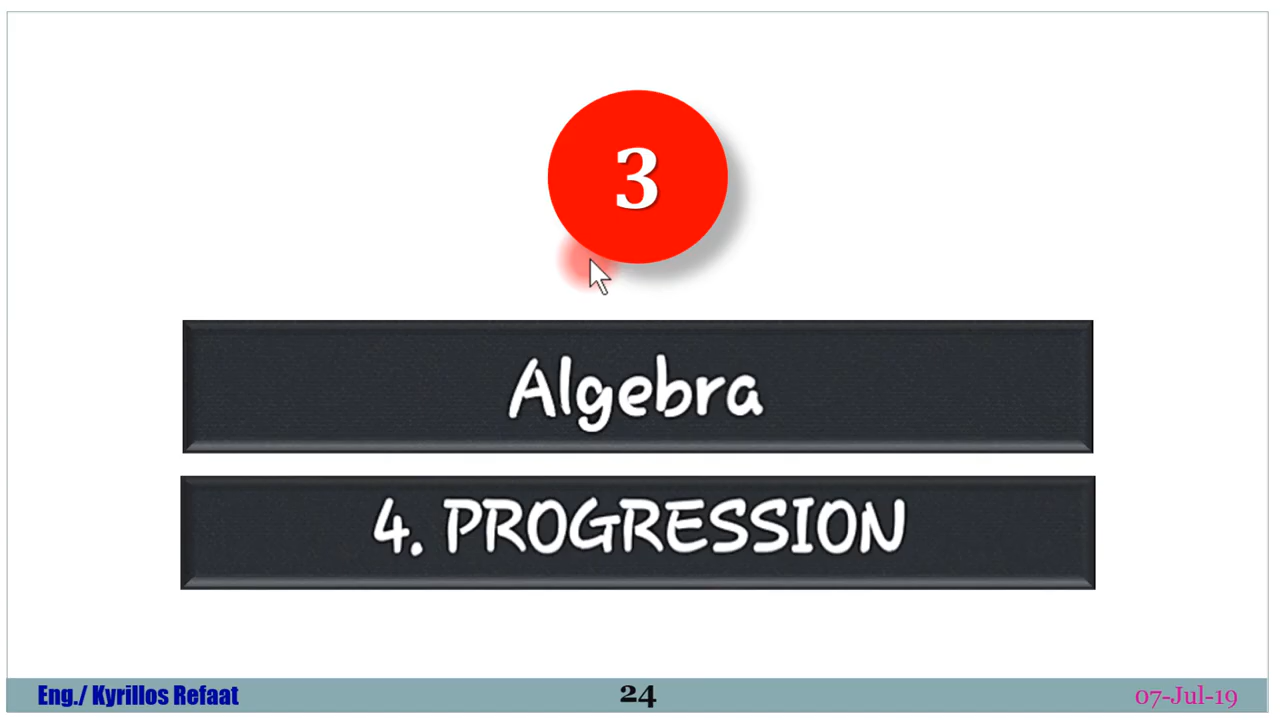 3
Algebra
4. PROGRESSION
Eng./ Kyrillos Refaat
24
07-Jul-19